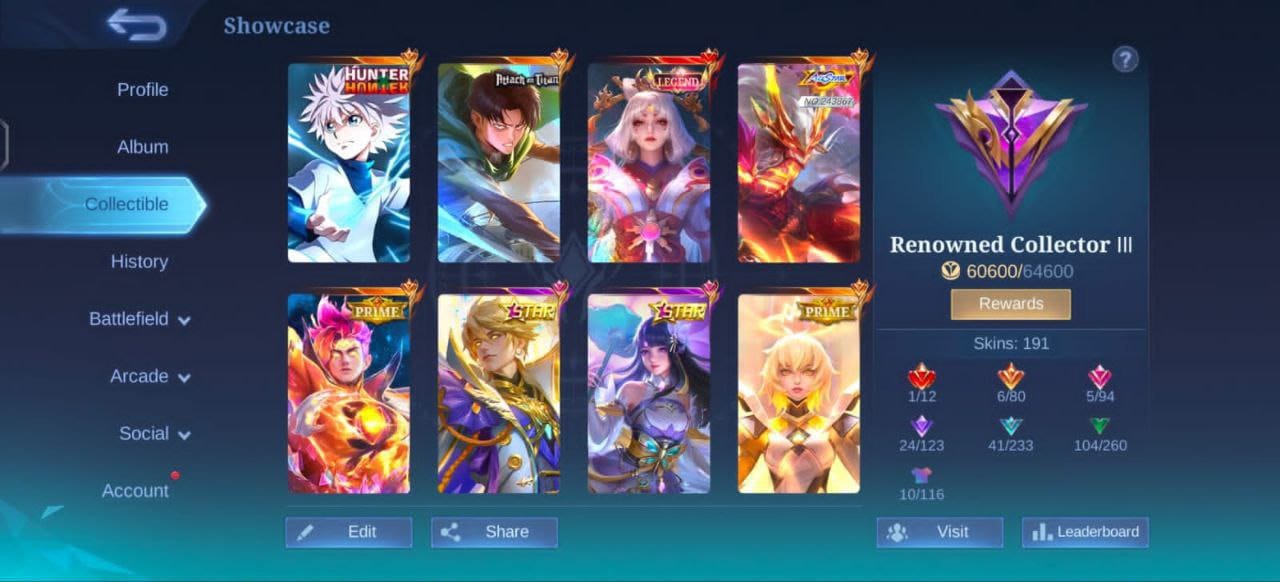 Showcase
Profile
Album
Collectible
History
Battlefield
Arcade
Social
Account
HUNTER
HUNTER
Attack on Titan
LEGEND
AllStar
NO.243867
PRIME
STAR
STAR
PRIME
Edit
Share
?
Renowned Collector III
60600/64600
Rewards
Skins: 191
1/12
6/80
5/94
24/123
41/233
104/260
10/116
Visit
Leaderboard